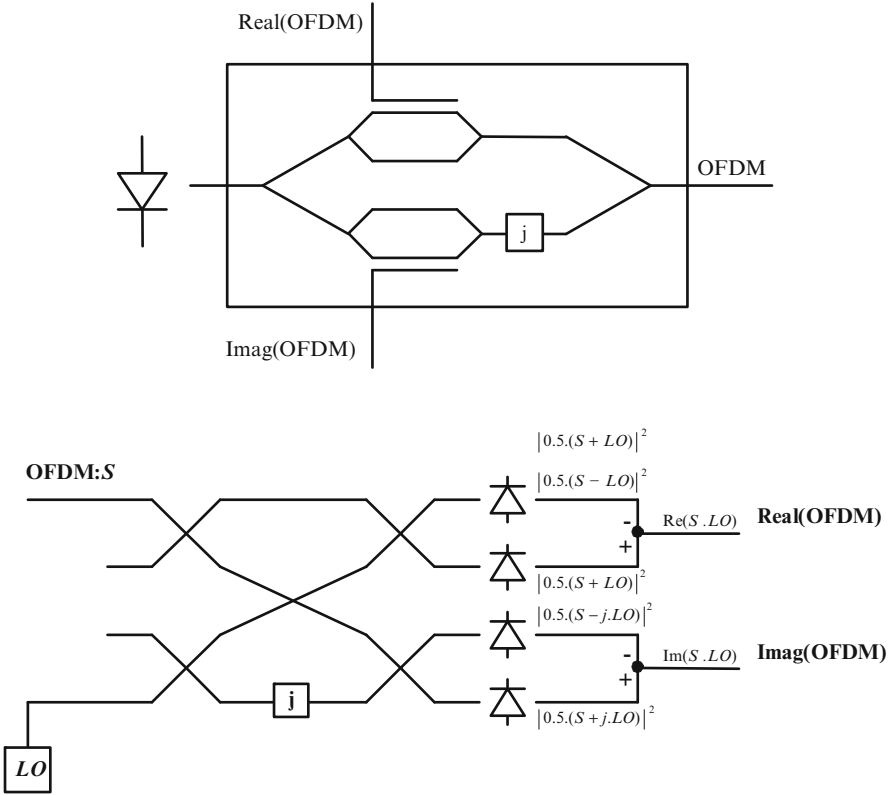 Real(OFDM)
OFDM
j
Imag(OFDM)
|0.5.(S + LO)|²
OFDM:S
|0.5.(S − LO)|²
-
Re(S .LO)
Real(OFDM)
+
|0.5.(S + LO)|²
|0.5.(S − j.LO)|²
-
Im(S .LO)
Imag(OFDM)
+
j
|0.5.(S + j.LO)|²
LO